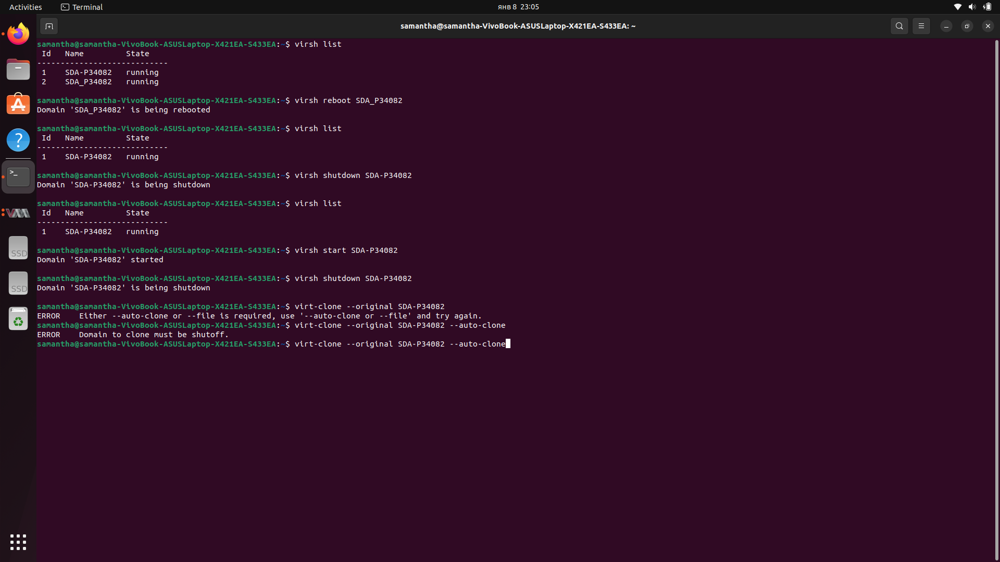 Activities
Terminal
янв 8 23:05
samantha@samantha-VivoBook-ASUSLaptop-X421EA-S433EA: ~
samantha@samantha-VivoBook-ASUSLaptop-X421EA-S433EA:~$ virsh list
Id Name State
----------------------------
1 SDA-P34082 running
2 SDA_P34082 running
samantha@samantha-VivoBook-ASUSLaptop-X421EA-S433EA:~$ virsh reboot SDA_P34082
Domain 'SDA_P34082' is being rebooted
samantha@samantha-VivoBook-ASUSLaptop-X421EA-S433EA:~$ virsh list
Id Name State
----------------------------
1 SDA-P34082 running
samantha@samantha-VivoBook-ASUSLaptop-X421EA-S433EA:~$ virsh shutdown SDA-P34082
Domain 'SDA-P34082' is being shutdown
samantha@samantha-VivoBook-ASUSLaptop-X421EA-S433EA:~$ virsh list
Id Name State
----------------------------
1 SDA-P34082 running
samantha@samantha-VivoBook-ASUSLaptop-X421EA-S433EA:~$ virsh start SDA-P34082
Domain 'SDA-P34082' started
samantha@samantha-VivoBook-ASUSLaptop-X421EA-S433EA:~$ virsh shutdown SDA-P34082
Domain 'SDA-P34082' is being shutdown
samantha@samantha-VivoBook-ASUSLaptop-X421EA-S433EA:~$ virt-clone --original SDA-P34082
ERROR Either --auto-clone or --file is required, use '--auto-clone or --file' and try again.
samantha@samantha-VivoBook-ASUSLaptop-X421EA-S433EA:~$ virt-clone --original SDA-P34082 --auto-clone
ERROR Domain to clone must be shutoff.
samantha@samantha-VivoBook-ASUSLaptop-X421EA-S433EA:~$ virt-clone --original SDA-P34082 --auto-clone
SSD
SSD